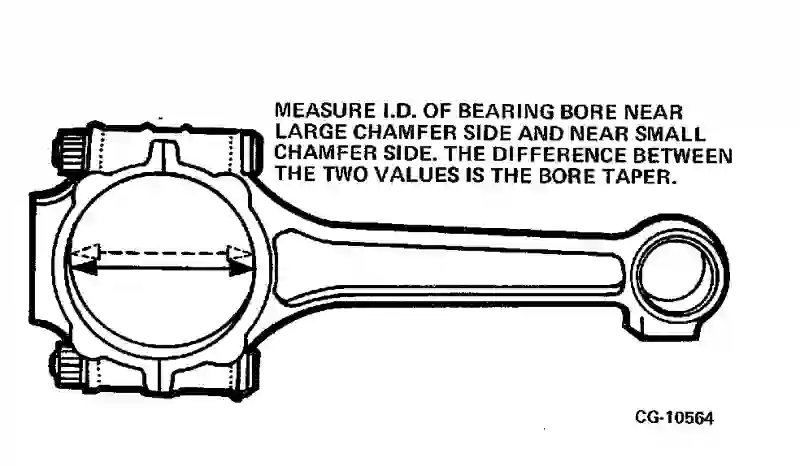 MEASURE I.D. OF BEARING BORE NEAR
LARGE CHAMFER SIDE AND NEAR SMALL
CHAMFER SIDE. THE DIFFERENCE BETWEEN
THE TWO VALUES IS THE BORE TAPER.
CG-10564